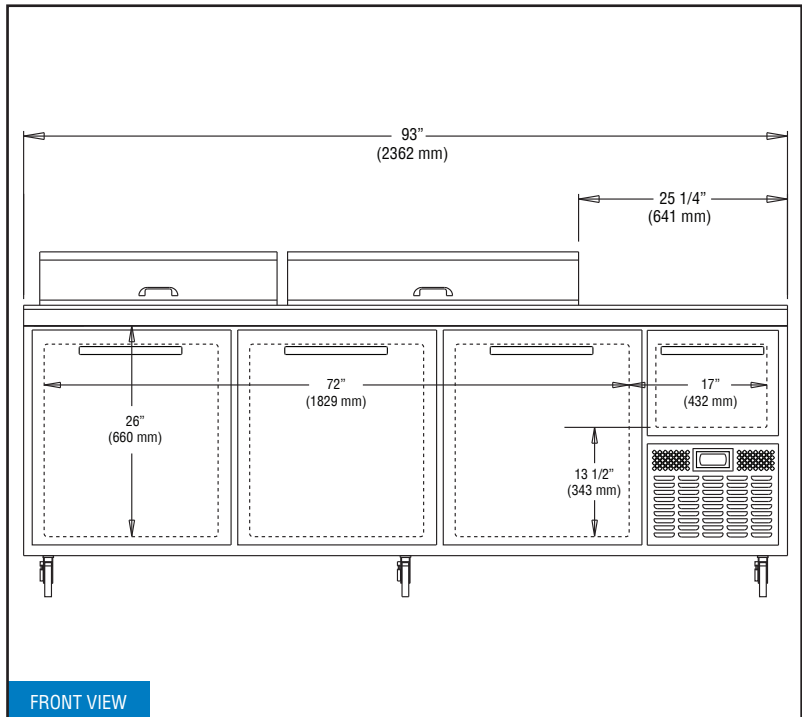 93”
(2362 mm)
25 1/4”
(641 mm)
72”
(1829 mm)
17”
(432 mm)
26”
(660 mm)
13 1/2”
(343 mm)
FRONT VIEW